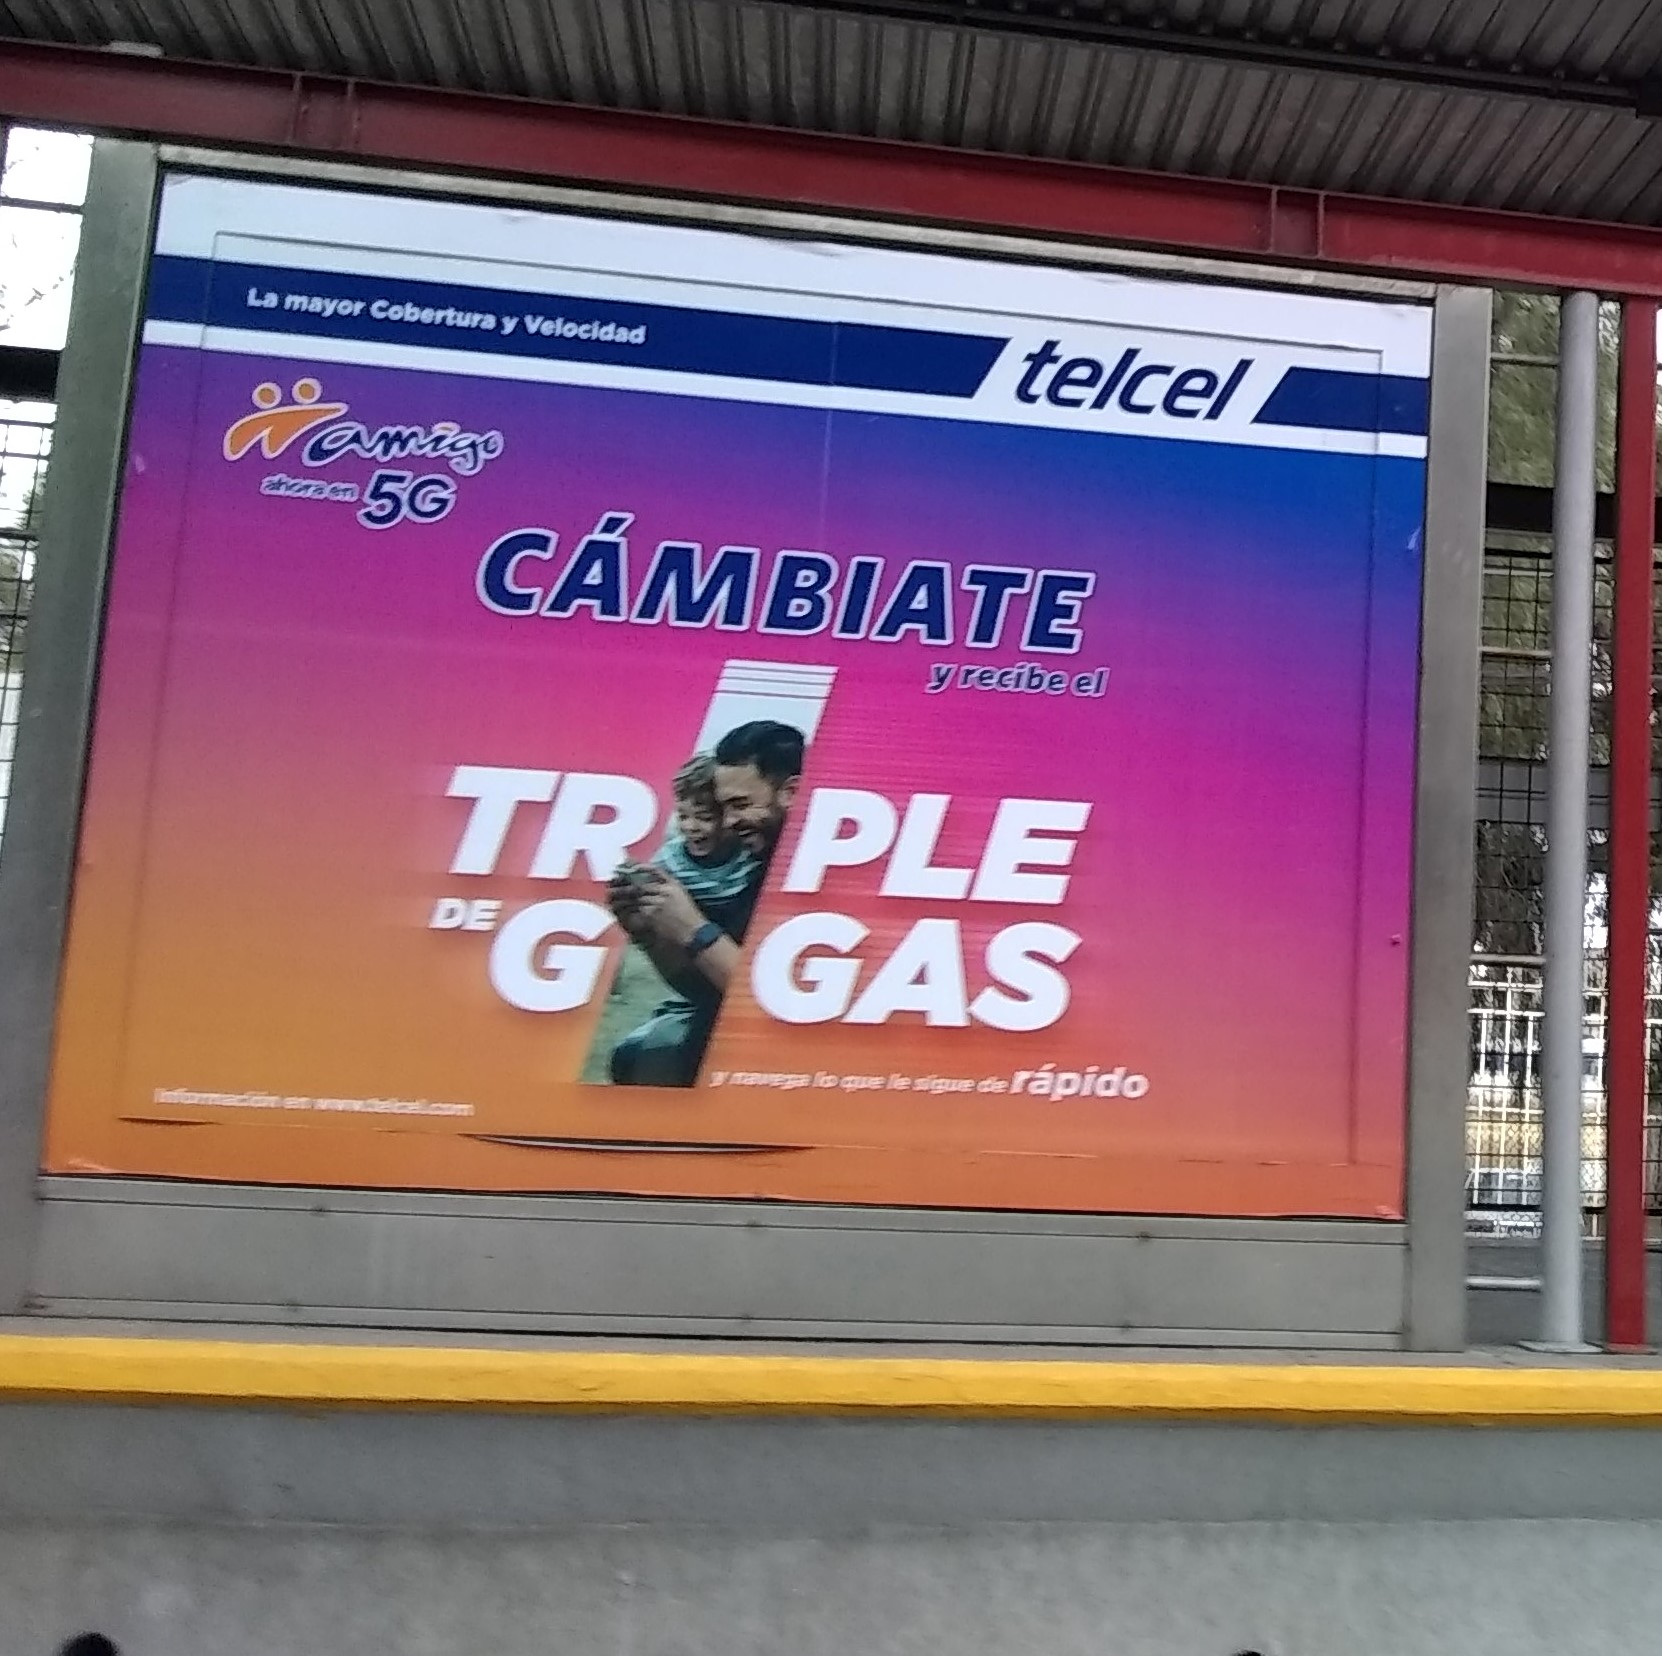 La mayor Cobertura y Velocidad
telcel
amigo
ahora en 5G
CÁMBIATE
y recibe el
TRIPLE
DE GIGAS
y navega lo que le sigue de rápido
Información en www.telcel.com